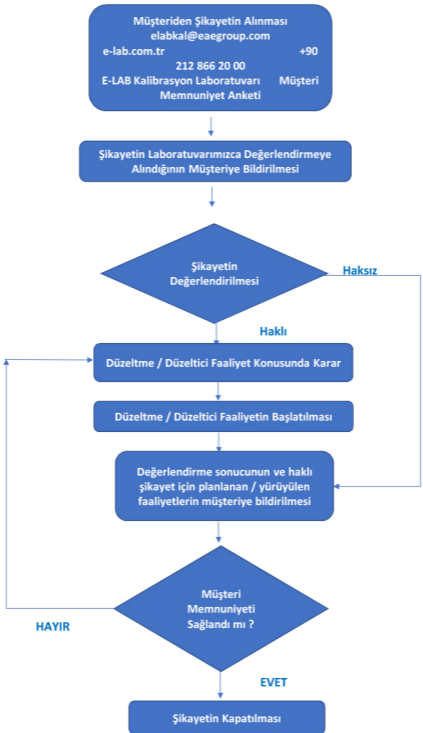 Müşteriden Şikayetin Alınması
elabkal@eaegroup.com
e-lab.com.tr +90
212 866 20 00
E-LAB Kalibrasyon Laboratuvarı Müşteri
Memnuniyet Anketi
Şikayetin Laboratuvarımızca Değerlendirmeye
Alındığının Müşteriye Bildirilmesi
Şikayetin
Değerlendirilmesi
Haksız
Haklı
Düzeltme / Düzeltici Faaliyet Konusunda Karar
Düzeltme / Düzeltici Faaliyetin Başlatılması
Değerlendirme sonucunun ve haklı
şikayet için planlanan / yürüyülen
faaliyetlerin müşteriye bildirilmesi
Müşteri
Memnuniyeti
Sağlandı mı ?
HAYIR
EVET
Şikayetin Kapatılması